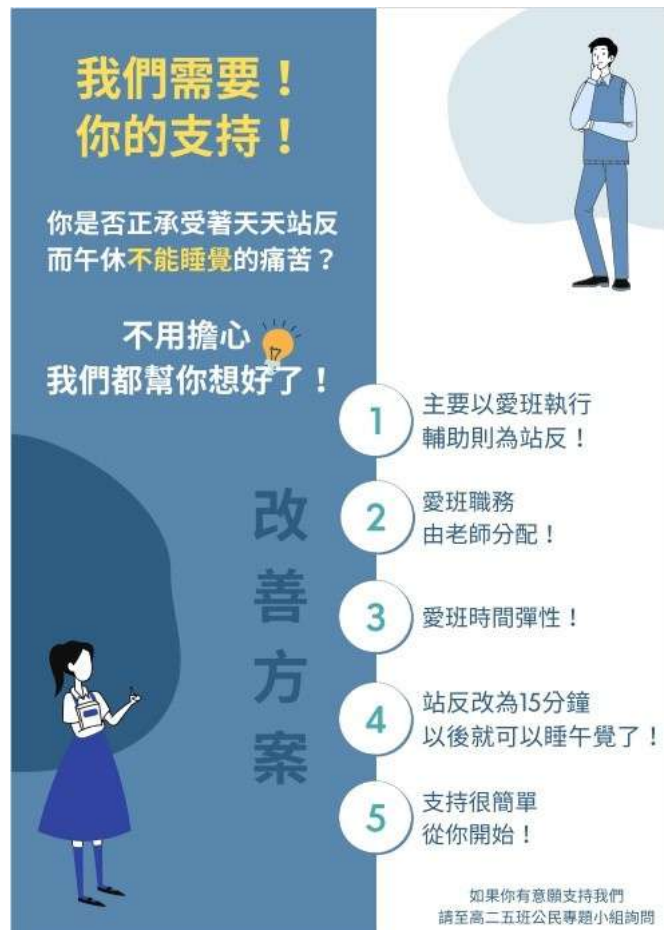 我們需要！
你的支持！
你是否正承受著天天站反
而午休不能睡覺的痛苦？
不用擔心
我們都幫你想好了！
改
善
方
案
1
主要以愛班執行
輔助則為站反！
2
愛班職務
由老師分配！
3
愛班時間彈性！
4
站反改為15分鐘
以後就可以睡午覺了！
5
支持很簡單
從你開始！
如果你有意願支持我們
請至高二五班公民專題小組詢問